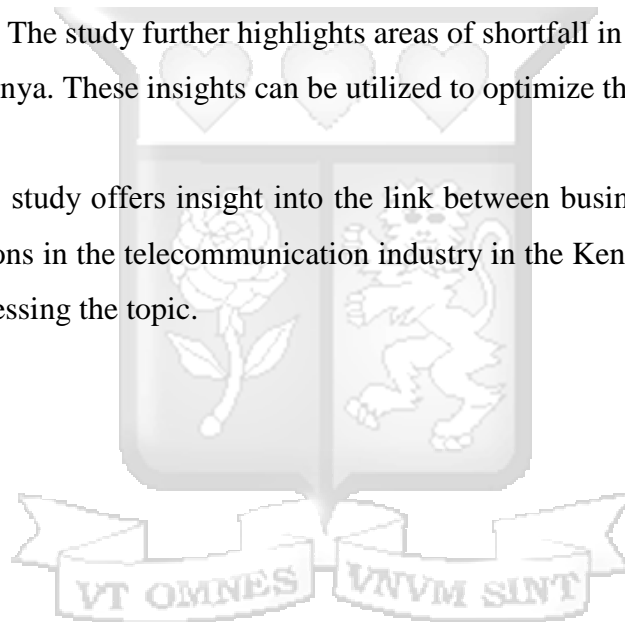 The study further highlights areas of shortfall in
nya. These insights can be utilized to optimize th
study offers insight into the link between busin
ons in the telecommunication industry in the Ken
essing the topic.
VT OMNES VNVM SINT